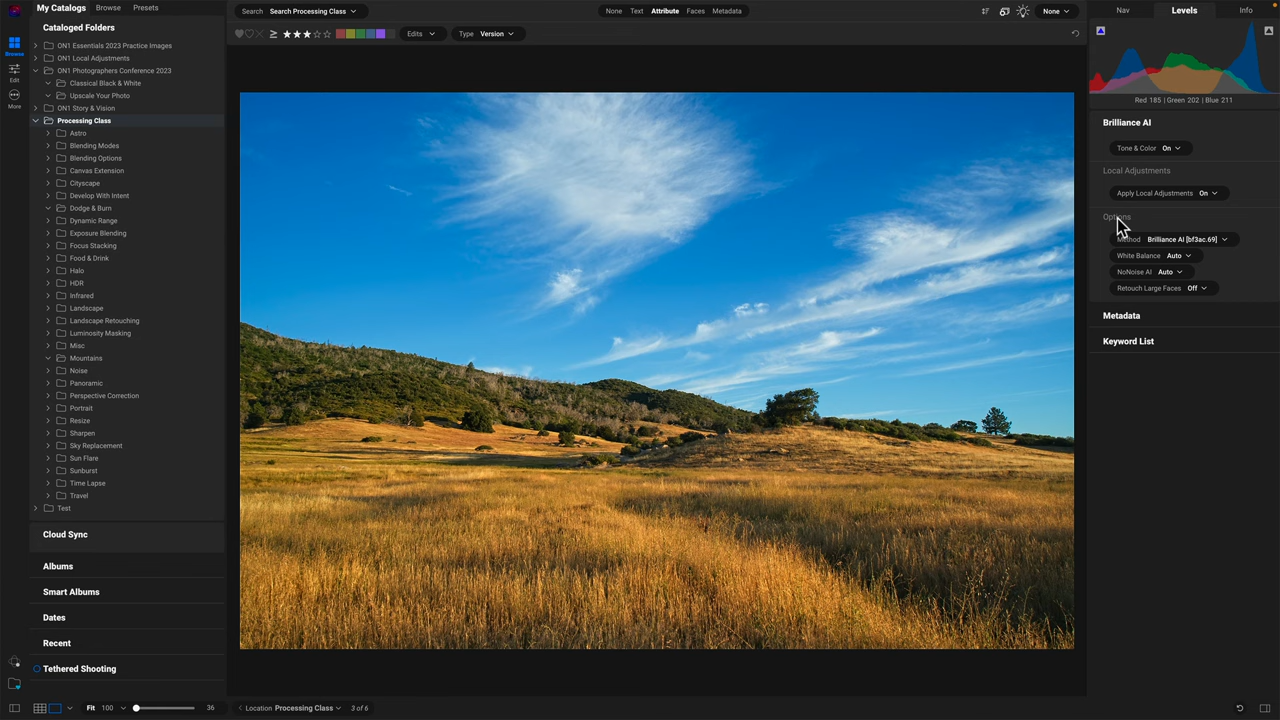 My Catalogs Browse Presets
Search Search Processing Class
None Text Attribute Faces Metadata
None
Nav Levels Info
Browse
Edit
More
Cataloged Folders
ON1 Essentials 2023 Practice Images
ON1 Local Adjustments
ON1 Photographers Conference 2023
Classical Black & White
Upscale Your Photo
ON1 Story & Vision
Processing Class
Astro
Blending Modes
Blending Options
Canvas Extension
Cityscape
Develop With Intent
Dodge & Burn
Dynamic Range
Exposure Blending
Focus Stacking
Food & Drink
Halo
HDR
Infrared
Landscape
Landscape Retouching
Luminosity Masking
Misc
Mountains
Noise
Panoramic
Perspective Correction
Portrait
Resize
Sharpen
Sky Replacement
Sun Flare
Sunburst
Time Lapse
Travel
Test
Cloud Sync
Albums
Smart Albums
Dates
Recent
Tethered Shooting
Edits Type Version
Red 185 | Green 202 | Blue 211
Brilliance AI
Tone & Color On
Local Adjustments
Apply Local Adjustments On
Options
Method Brilliance AI [bf3ac.69]
White Balance Auto
NoNoise AI Auto
Retouch Large Faces Off
Metadata
Keyword List
Fit 100 36
Location Processing Class 3 of 6